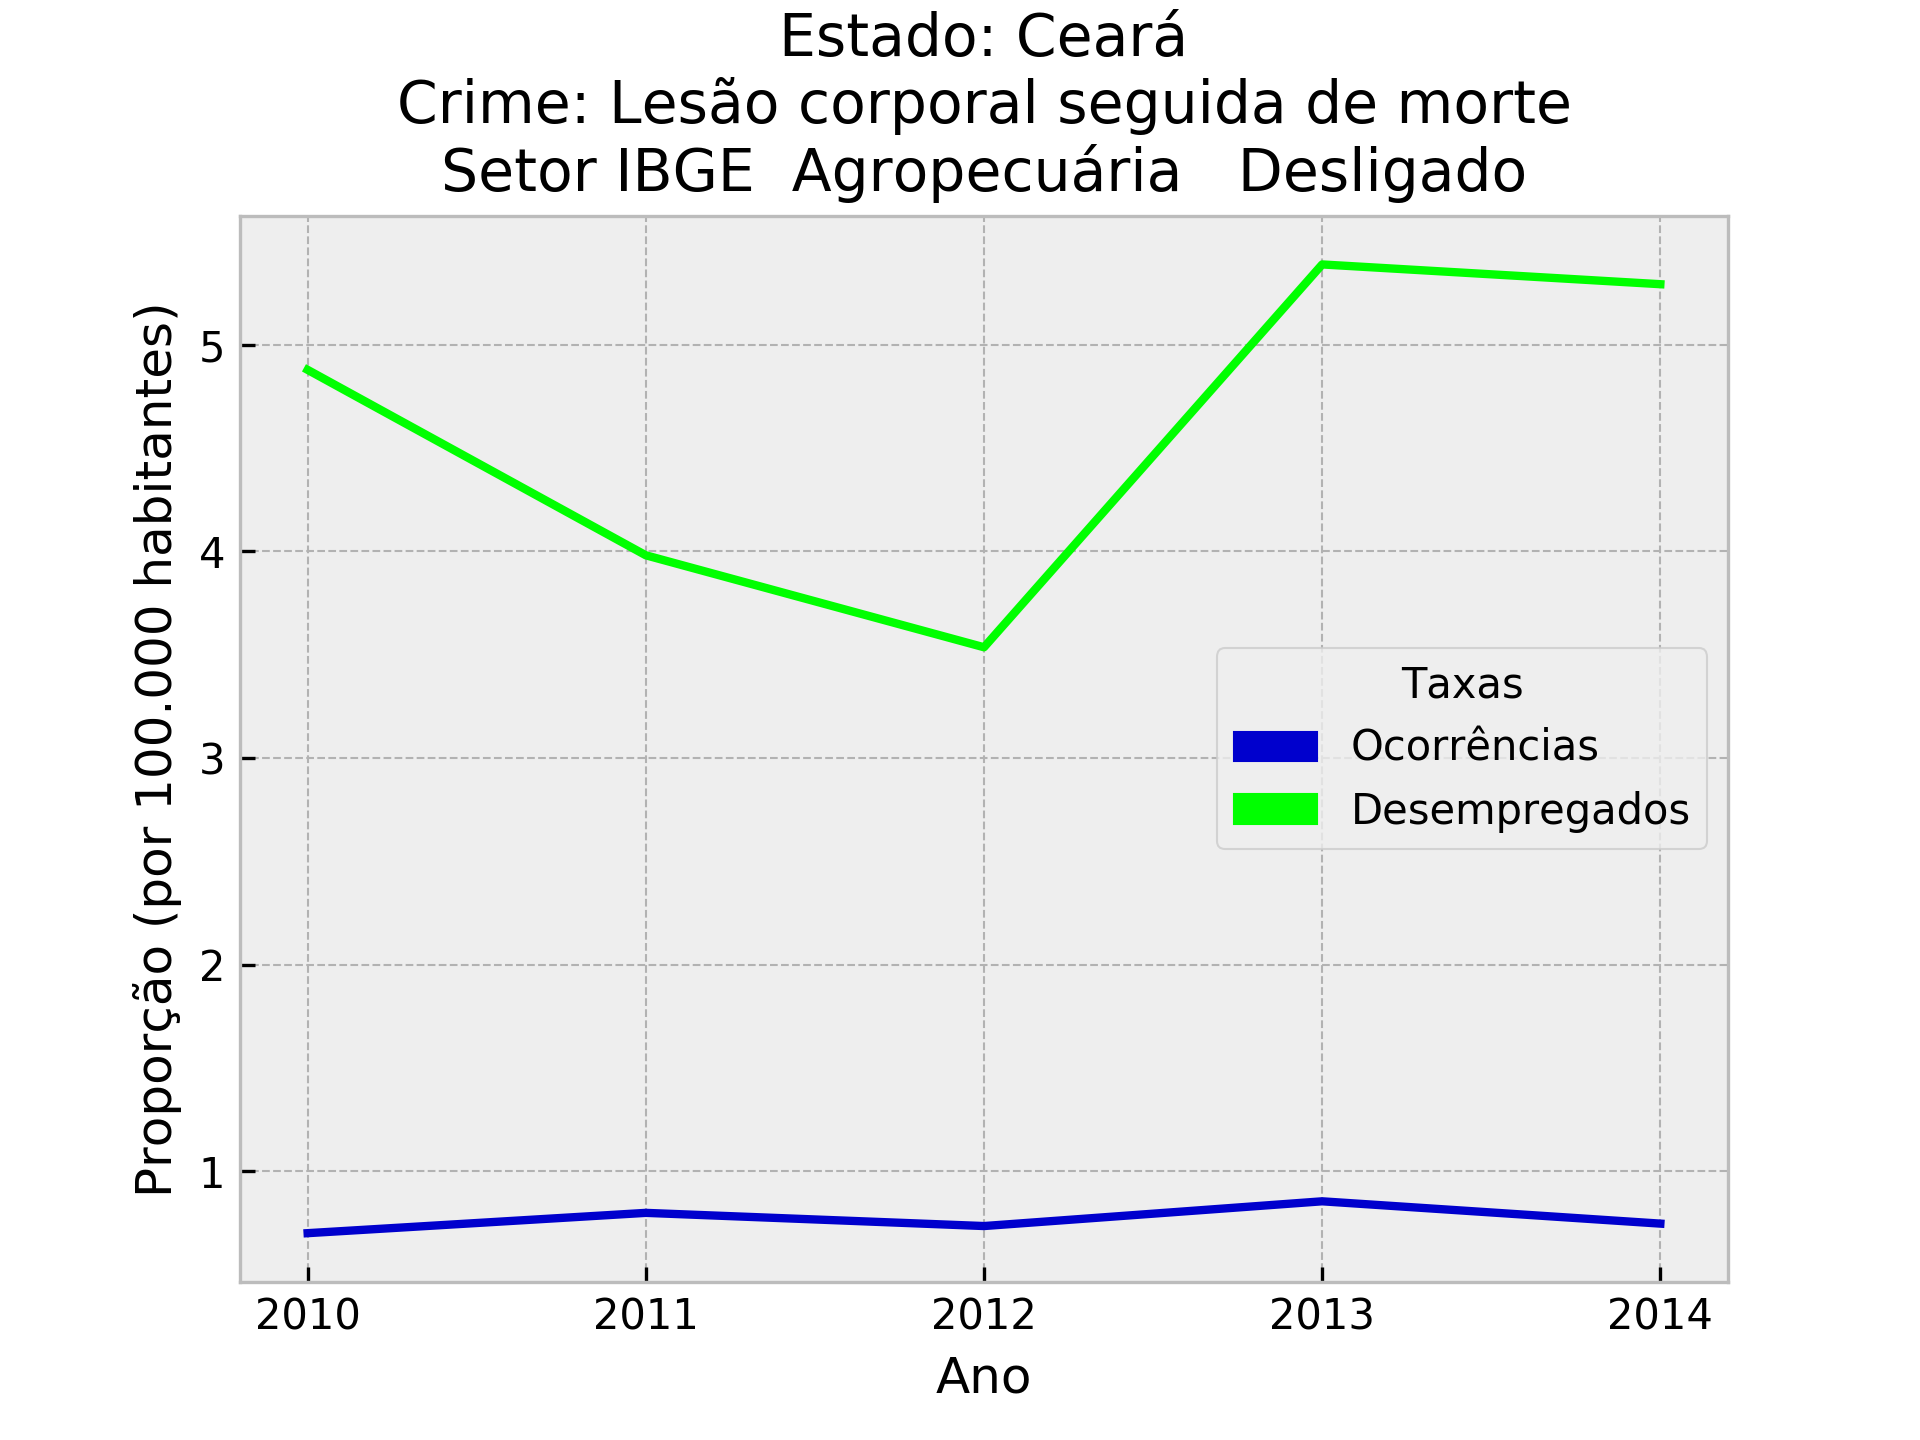 Estado: Ceará
Crime: Lesão corporal seguida de morte
Setor IBGE  Agropecuária   Desligado
Proporção (por 100.000 habitantes)
5
4
3
2
1
Taxas
Ocorrências
Desempregados
2010 2011 2012 2013 2014
Ano